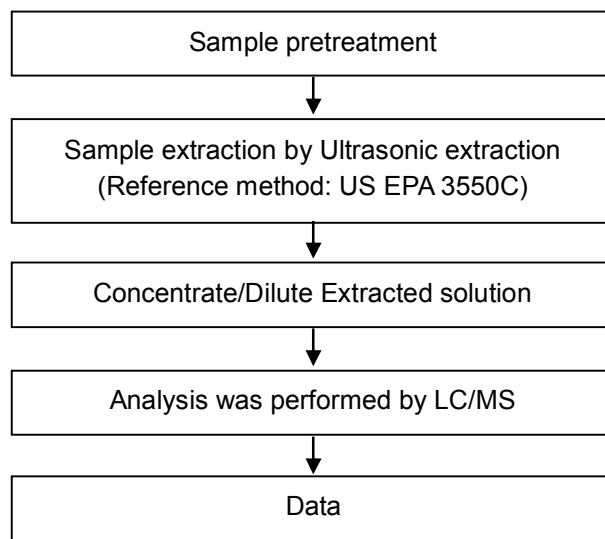 Sample pretreatment
Sample extraction by Ultrasonic extraction
(Reference method: US EPA 3550C)
Concentrate/Dilute Extracted solution
Analysis was performed by LC/MS
Data